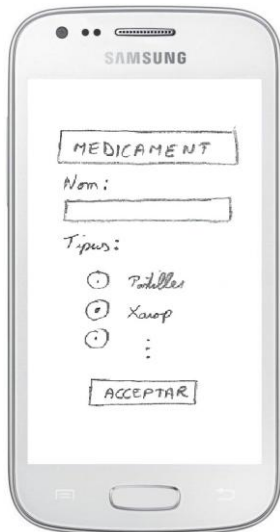 SAMSUNG
MEDICAMENT
Nom:
Tipus:
Pastilles
Xarop
⋮
ACCEPTAR